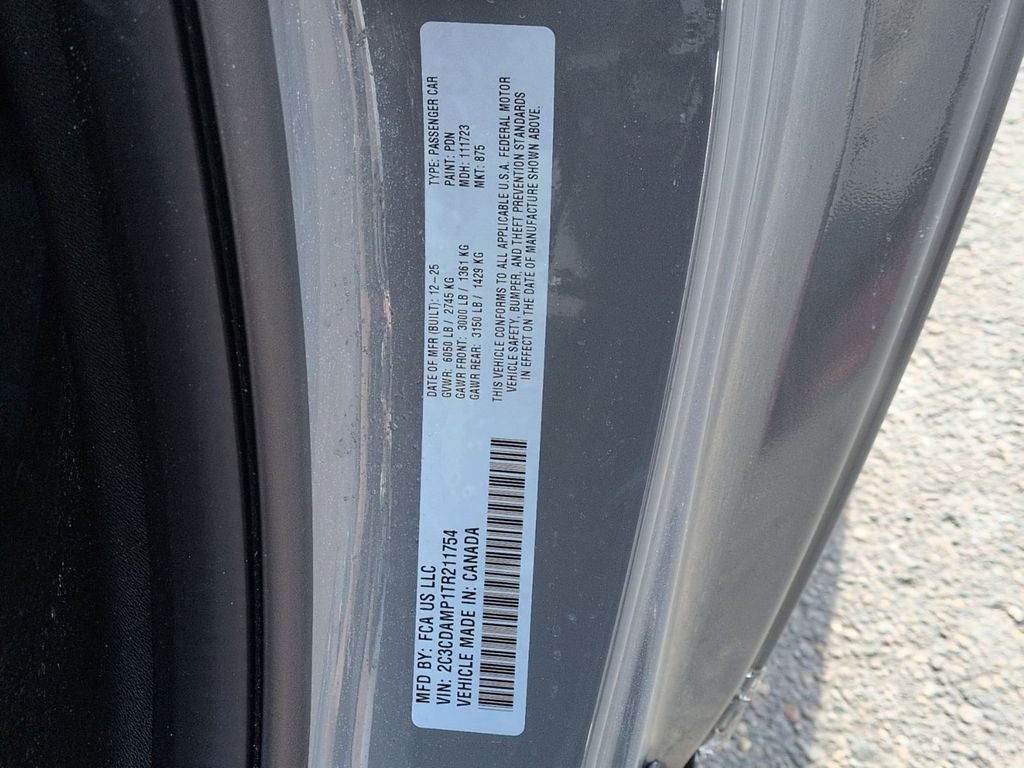 MFD BY: FCA US LLC
VIN: 2C3CDAMP1TR211754
VEHICLE MADE IN: CANADA
DATE OF MFR (BUILT): 12-25
GVWR: 6050 LB / 2745 KG
GAWR FRONT: 3000 LB / 1361 KG
GAWR REAR: 3150 LB / 1429 KG
TYPE: PASSENGER CAR
PAINT: PDN
MDH: 111723
MKT: 875
THIS VEHICLE CONFORMS TO ALL APPLICABLE U.S.A. FEDERAL MOTOR
VEHICLE SAFETY, BUMPER, AND THEFT PREVENTION STANDARDS
IN EFFECT ON THE DATE OF MANUFACTURE SHOWN ABOVE.